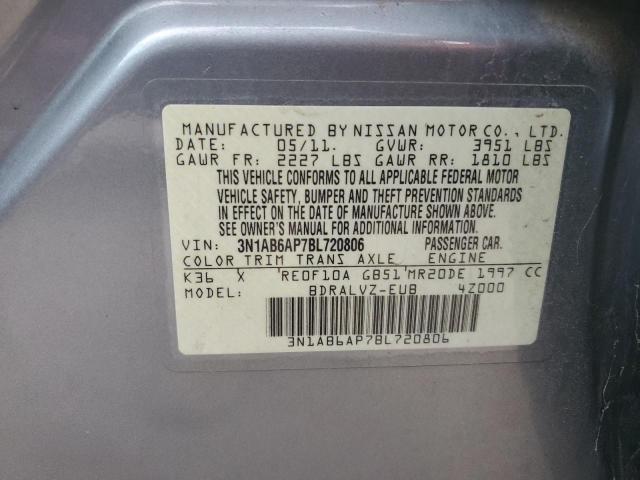 MANUFACTURED BY NISSAN MOTOR CO., LTD.
DATE: 05/11. GVWR: 3951 LBS
GAWR FR: 2227 LBS GAWR RR: 1810 LBS
THIS VEHICLE CONFORMS TO ALL APPLICABLE FEDERAL MOTOR
VEHICLE SAFETY, BUMPER AND THEFT PREVENTION STANDARDS
IN EFFECT ON THE DATE OF MANUFACTURE SHOWN ABOVE.
SEE OWNER'S MANUAL FOR ADDITIONAL INFORMATION.
VIN: 3N1AB6AP7BL720806 PASSENGER CAR.
COLOR TRIM TRANS AXLE ENGINE
K36 X RE0F10A GB51 MR20DE 1997 CC
MODEL: BDRALVZ-EUB 4Z000
3N1AB6AP7BL720806